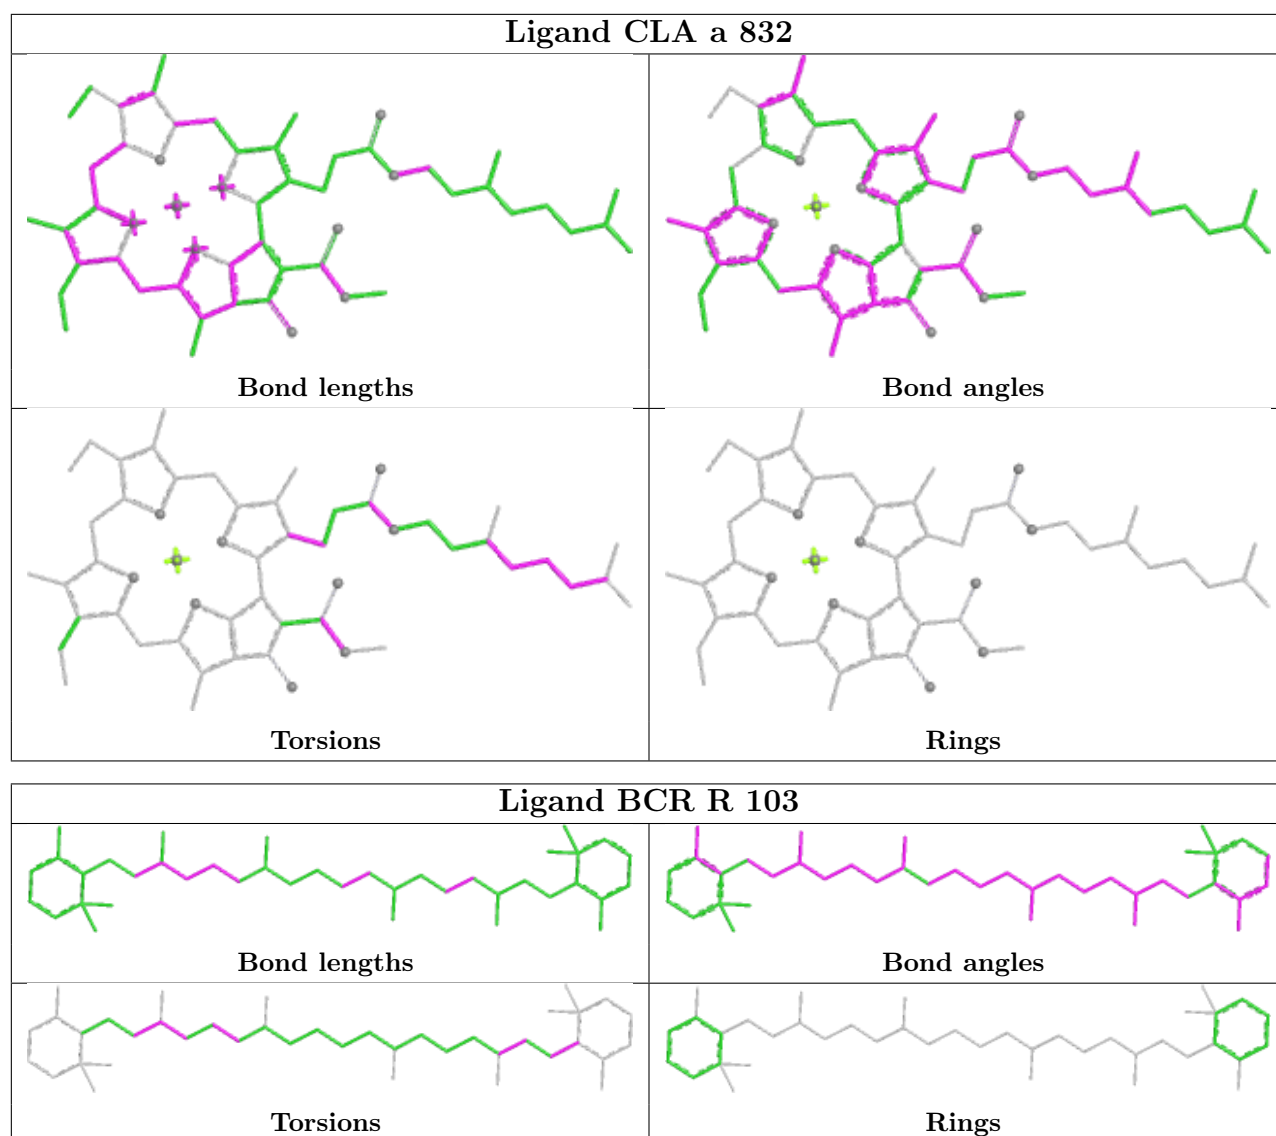 Ligand CLA a 832
Bond lengths
Bond angles
Torsions
Rings
Ligand BCR R 103
Bond lengths
Bond angles
Torsions
Rings